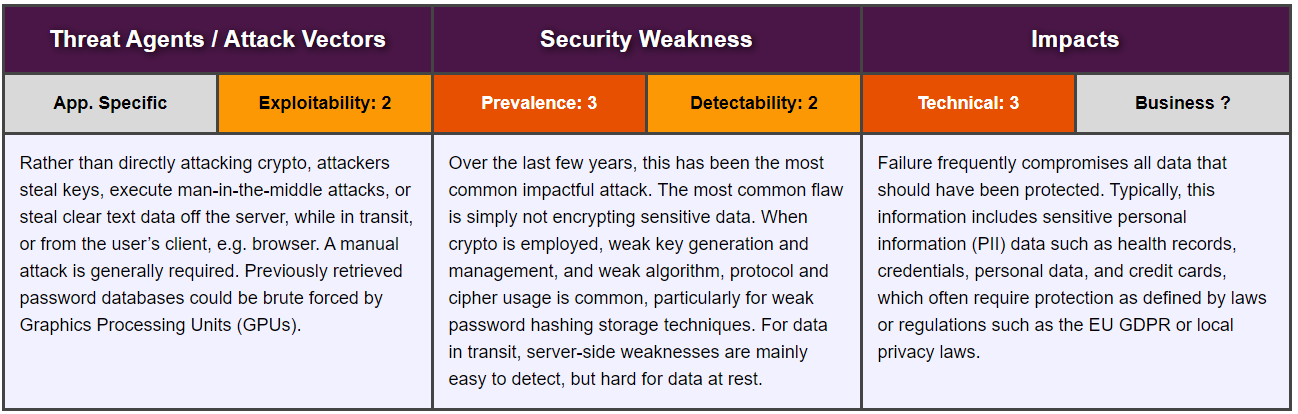 Threat Agents / Attack Vectors
Security Weakness
Impacts
App. Specific
Exploitability: 2
Prevalence: 3
Detectability: 2
Technical: 3
Business ?
Rather than directly attacking crypto, attackers
steal keys, execute man-in-the-middle attacks, or
steal clear text data off the server, while in transit,
or from the user’s client, e.g. browser. A manual
attack is generally required. Previously retrieved
password databases could be brute forced by
Graphics Processing Units (GPUs).
Over the last few years, this has been the most
common impactful attack. The most common flaw
is simply not encrypting sensitive data. When
crypto is employed, weak key generation and
management, and weak algorithm, protocol and
cipher usage is common, particularly for weak
password hashing storage techniques. For data
in transit, server-side weaknesses are mainly
easy to detect, but hard for data at rest.
Failure frequently compromises all data that
should have been protected. Typically, this
information includes sensitive personal
information (PII) data such as health records,
credentials, personal data, and credit cards,
which often require protection as defined by laws
or regulations such as the EU GDPR or local
privacy laws.